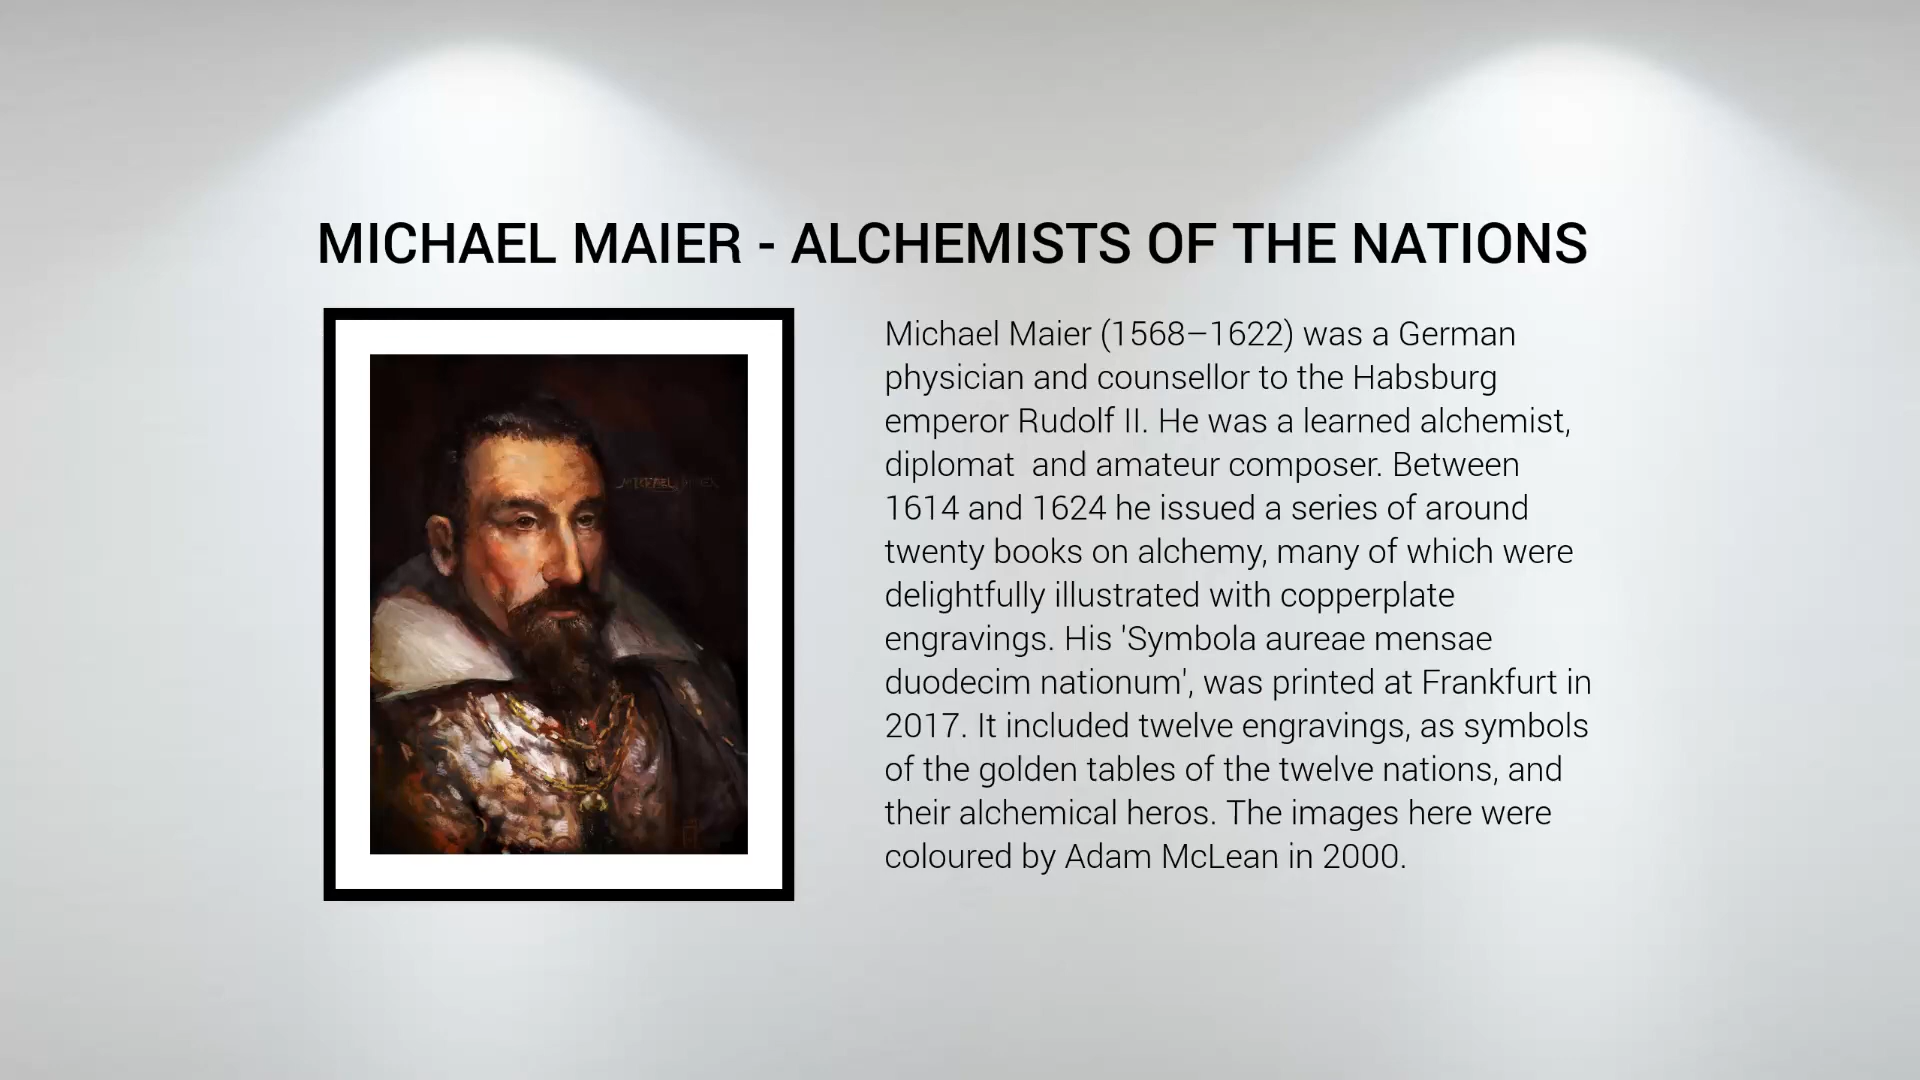 MICHAEL MAIER - ALCHEMISTS OF THE NATIONS
Michael Maier (1568–1622) was a German
physician and counsellor to the Habsburg
emperor Rudolf II. He was a learned alchemist,
diplomat  and amateur composer. Between
1614 and 1624 he issued a series of around
twenty books on alchemy, many of which were
delightfully illustrated with copperplate
engravings. His 'Symbola aureae mensae
duodecim nationum', was printed at Frankfurt in
2017. It included twelve engravings, as symbols
of the golden tables of the twelve nations, and
their alchemical heros. The images here were
coloured by Adam McLean in 2000.